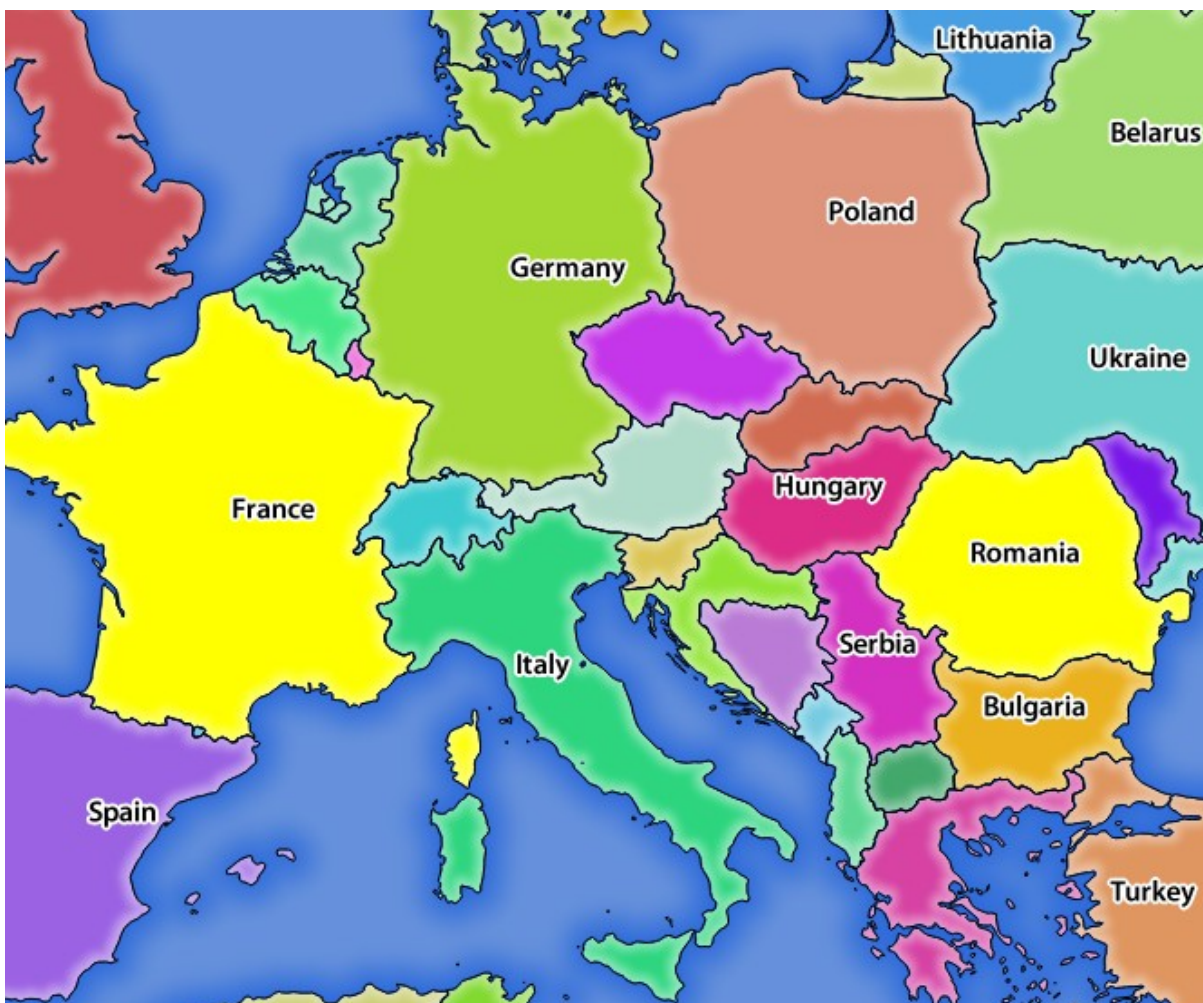 Lithuania
Belarus
Poland
Germany
Ukraine
France
Hungary
Romania
Serbia
Italy
Bulgaria
Spain
Turkey